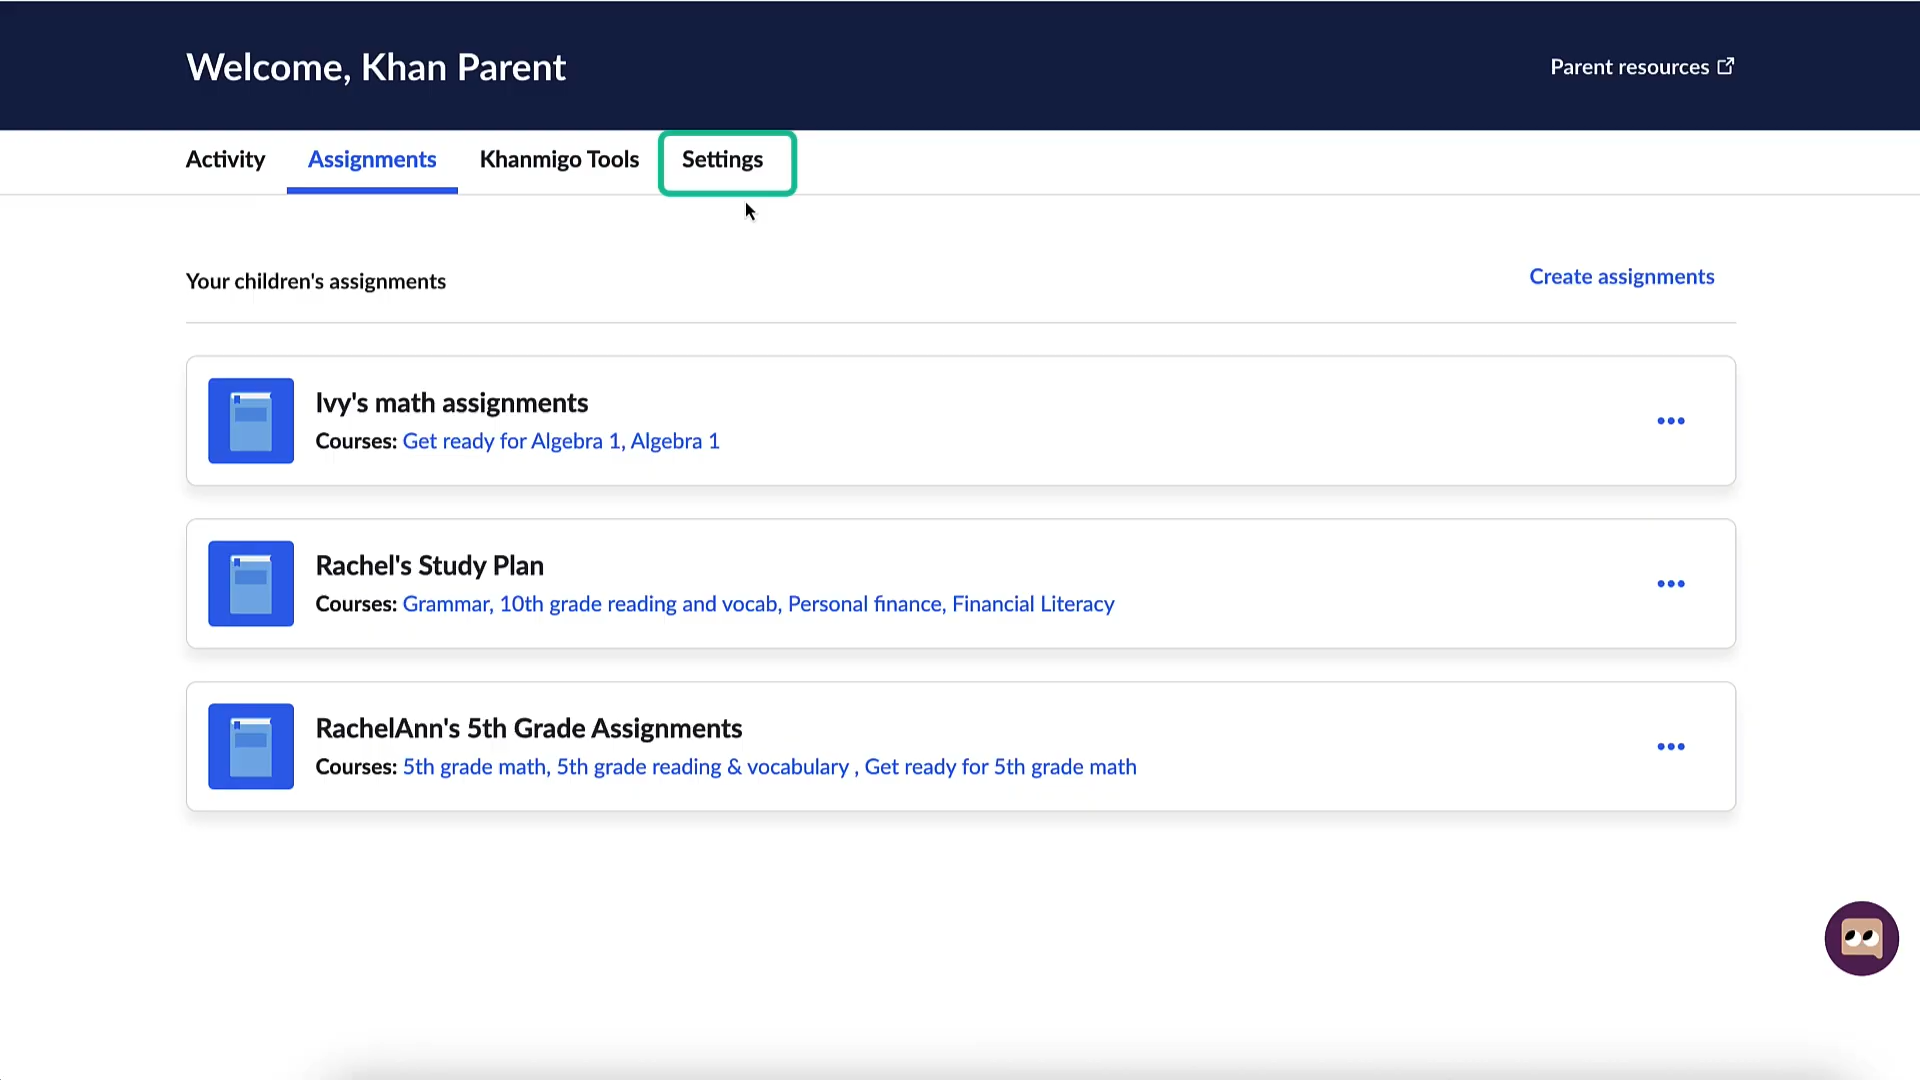 Welcome, Khan Parent
Parent resources
Activity
Assignments
Khanmigo Tools
Settings
Your children's assignments
Create assignments
Ivy's math assignments
Courses: Get ready for Algebra 1, Algebra 1
Rachel's Study Plan
Courses: Grammar, 10th grade reading and vocab, Personal finance, Financial Literacy
RachelAnn's 5th Grade Assignments
Courses: 5th grade math, 5th grade reading & vocabulary , Get ready for 5th grade math